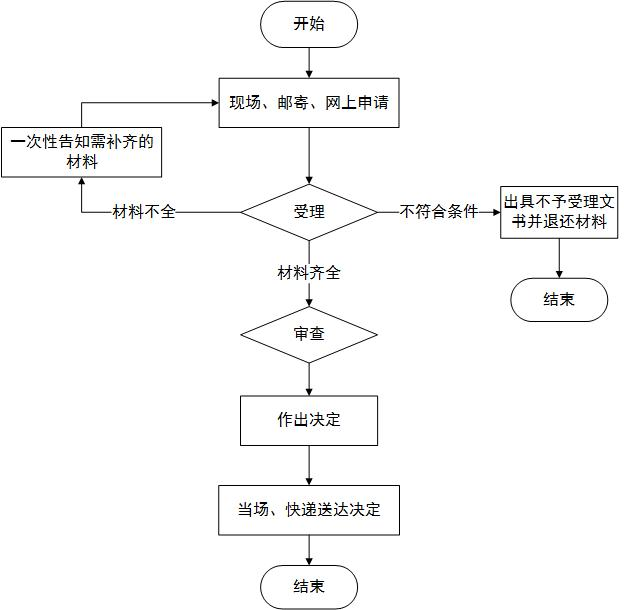 开始
现场、邮寄、网上申请
一次性告知需补齐的
材料
材料不全
受理
不符合条件
出具不予受理文
书并退还材料
结束
材料齐全
审查
作出决定
当场、快递送达决定
结束